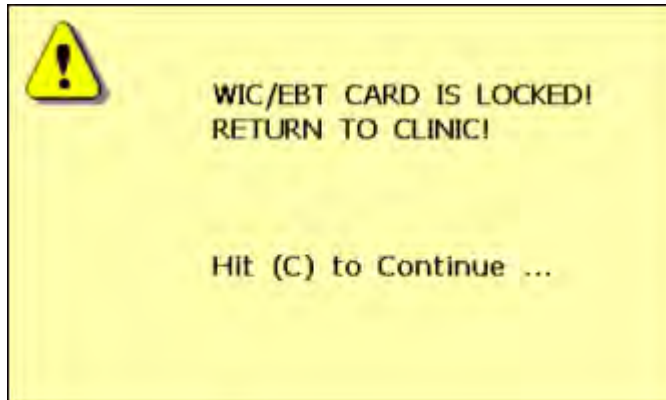 WIC/EBT CARD IS LOCKED!
RETURN TO CLINIC!
Hit (C) to Continue ...